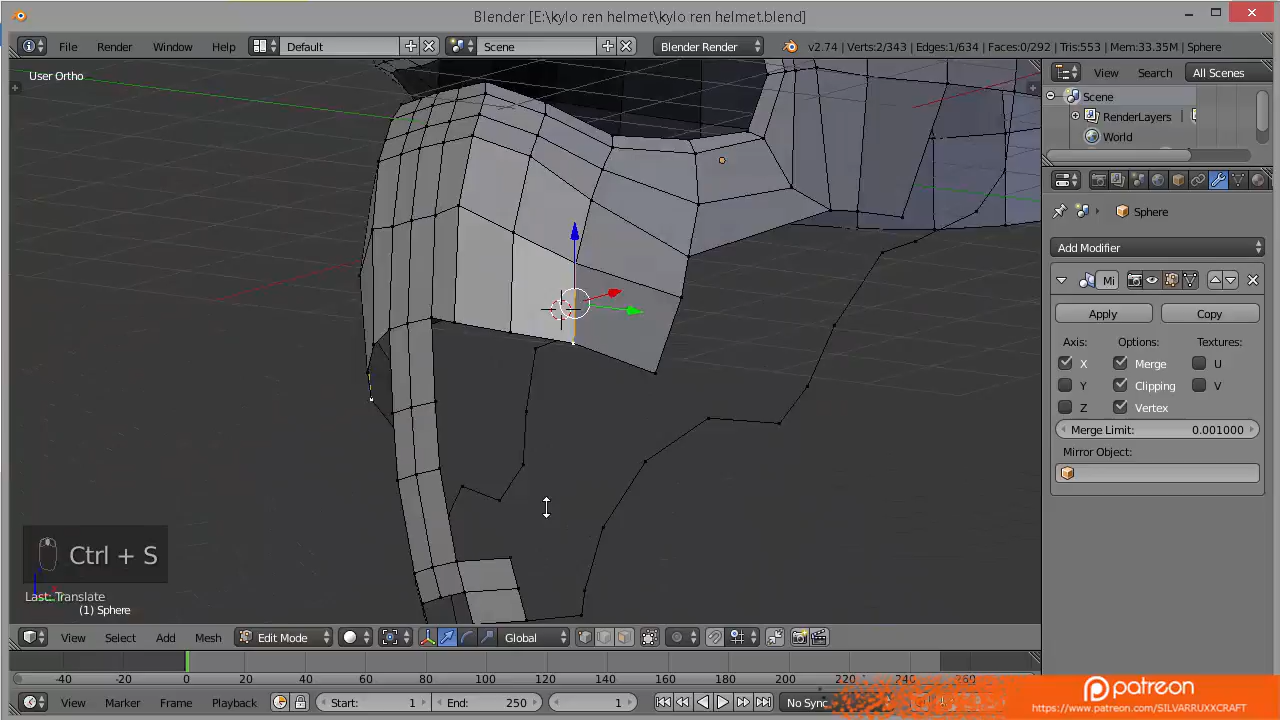 Blender [E:\kylo ren helmet\kylo ren helmet.blend]
File Render Window Help Default Scene Blender Render v2.74 | Verts:2/343 | Edges:1/634 | Faces:0/292 | Tris:553 | Mem:33.35M | Sphere
User Ortho
View Search All Scenes
Scene
RenderLayers
World
Sphere
Add Modifier
Mi
Apply Copy
Axis: Options: Textures:
X Merge U
Y Clipping V
Z Vertex
Merge Limit: 0.001000
Mirror Object:
Ctrl + S
Last: Translate
(1) Sphere
View Select Add Mesh Edit Mode Global
-40 -20 0 20 40 60 80 100 120 140 160 180 200 220 240 260
View Marker Frame Playback Start: 1 End: 250 1 No Sync
patreon
https://www.patreon.com/SILVARRUXXCRAFT